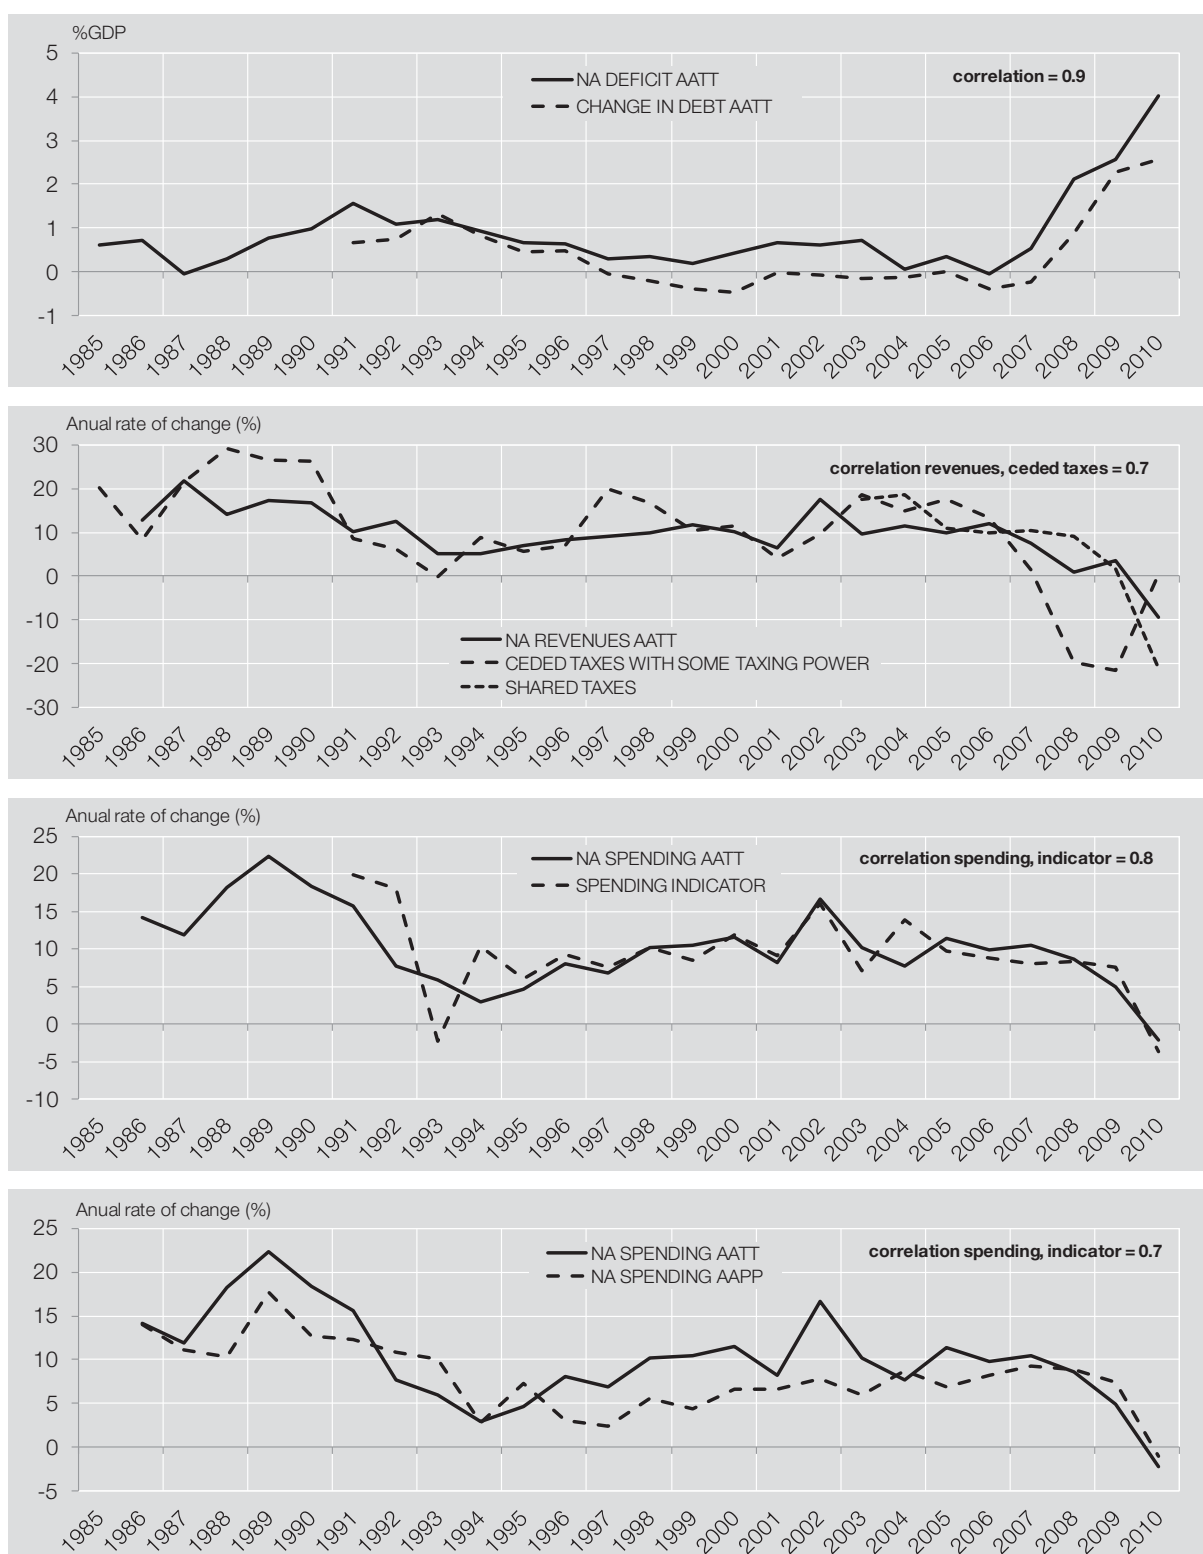 %GDP
5
NA DEFICIT AATT
correlation = 0.9
4
CHANGE IN DEBT AATT
3
2
1
0
-1
1985 1986 1987 1988 1989 1990 1991 1992 1993 1994 1995 1996 1997 1998 1999 2000 2001 2002 2003 2004 2005 2006 2007 2008 2009 2010
Anual rate of change (%)
30
correlation revenues, ceded taxes = 0.7
20
10
0
-10
NA REVENUES AATT
CEDED TAXES WITH SOME TAXING POWER
-20
SHARED TAXES
-30
1985 1986 1987 1988 1989 1990 1991 1992 1993 1994 1995 1996 1997 1998 1999 2000 2001 2002 2003 2004 2005 2006 2007 2008 2009 2010
Anual rate of change (%)
25
NA SPENDING AATT
correlation spending, indicator = 0.8
20
SPENDING INDICATOR
15
10
5
0
-5
-10
1985 1986 1987 1988 1989 1990 1991 1992 1993 1994 1995 1996 1997 1998 1999 2000 2001 2002 2003 2004 2005 2006 2007 2008 2009 2010
Anual rate of change (%)
25
NA SPENDING AATT
correlation spending, indicator = 0.7
20
NA SPENDING AAPP
15
10
5
0
-5
1985 1986 1987 1988 1989 1990 1991 1992 1993 1994 1995 1996 1997 1998 1999 2000 2001 2002 2003 2004 2005 2006 2007 2008 2009 2010